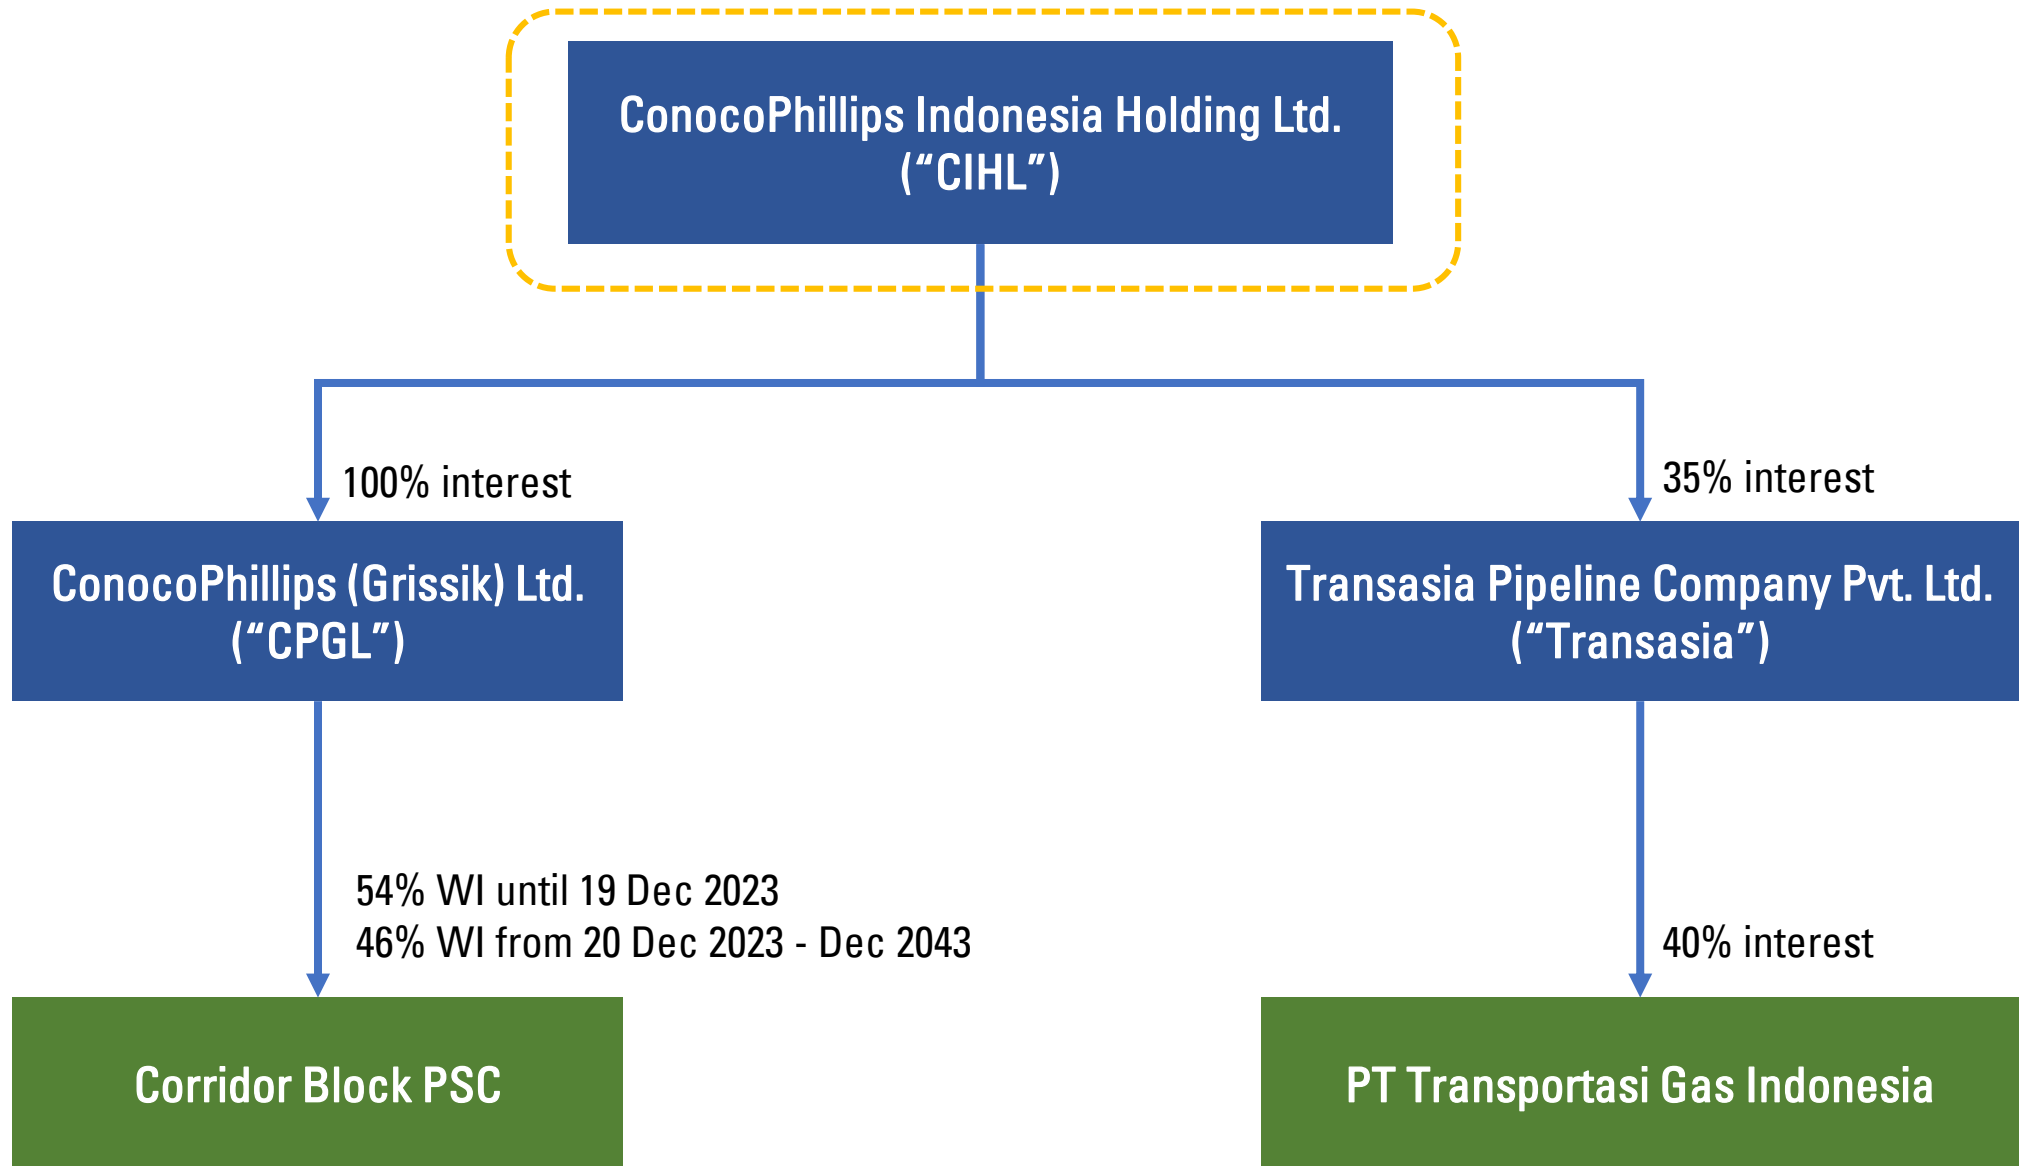 ConocoPhillips Indonesia Holding Ltd.
(“CIHL”)
100% interest
35% interest
ConocoPhillips (Grissik) Ltd.
(“CPGL”)
Transasia Pipeline Company Pvt. Ltd.
(“Transasia”)
54% WI until 19 Dec 2023
46% WI from 20 Dec 2023 - Dec 2043
40% interest
Corridor Block PSC
PT Transportasi Gas Indonesia